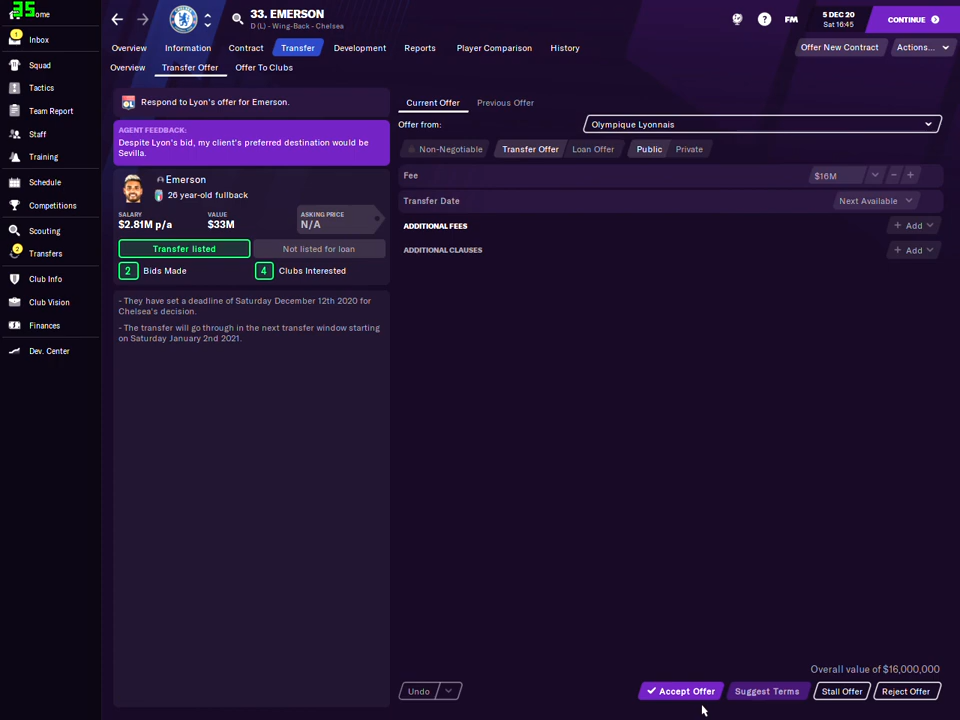 35
ome
1
Inbox
Squad
Tactics
Team Report
Staff
Training
Schedule
Competitions
Scouting
2
Transfers
Club Info
Club Vision
Finances
Dev. Center
33. EMERSON
D (L) - Wing-Back - Chelsea
?
FM
5 DEC 20
Sat 16:45
CONTINUE
Overview
Information
Contract
Transfer
Development
Reports
Player Comparison
History
Offer New Contract
Actions...
Overview
Transfer Offer
Offer To Clubs
OL
Respond to Lyon's offer for Emerson.
AGENT FEEDBACK:
Despite Lyon's bid, my client's preferred destination would be
Sevilla.
Emerson
26 year-old fullback
SALARY
$2.81M p/a
VALUE
$33M
ASKING PRICE
N/A
Transfer listed
Not listed for loan
2 Bids Made
4 Clubs Interested
- They have set a deadline of Saturday December 12th 2020 for
Chelsea's decision.
- The transfer will go through in the next transfer window starting
on Saturday January 2nd 2021.
Current Offer
Previous Offer
Offer from:
Olympique Lyonnais
Non-Negotiable
Transfer Offer
Loan Offer
Public
Private
Fee
$16M
Transfer Date
Next Available
ADDITIONAL FEES
+ Add
ADDITIONAL CLAUSES
+ Add
Overall value of $16,000,000
Undo
Accept Offer
Suggest Terms
Stall Offer
Reject Offer